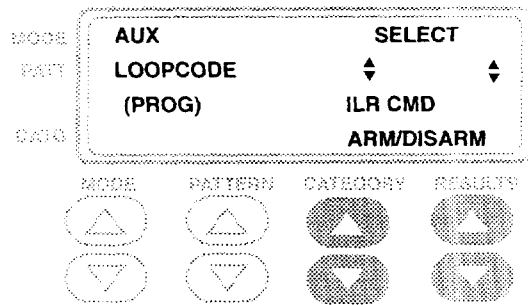 MODE AUX SELECT
PATT LOOPCODE
(PROG) ILR CMD
CATG ARM/DISARM
MODE PATTERN CATEGORY RESULTS